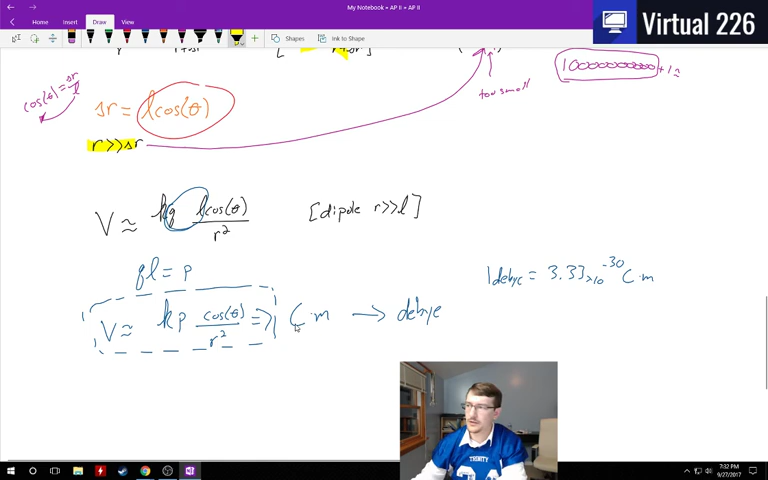 My Notebook » AP II » AP II
Virtual 226
Home Insert Draw View
Shapes Ink to Shape
1000000000000 + 1 ≈
too small
cos(θ) = Δr/l
Δr = l cos(θ)
r >> Δr
V ≈ kq l cos(θ) / r² [dipole r >> l]
ql = p
1 debye = 3.33 × 10⁻³⁰ C·m
V ≈ kp cos(θ) / r² ⇒ C·m → debye
TRINITY
7:32 PM
9/27/2017